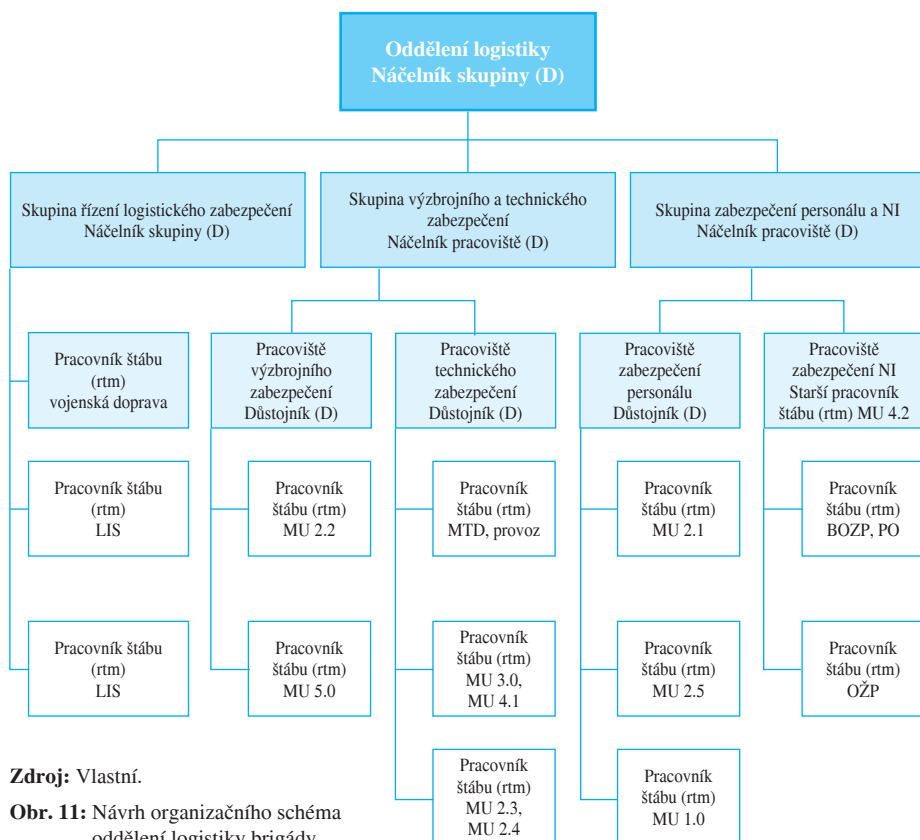 Oddělení logistiky
Náčelník skupiny (D)
Skupina řízení logistického zabezpečení
Náčelník skupiny (D)
Skupina výzbrojního a technického
zabezpečení
Náčelník pracoviště (D)
Skupina zabezpečení personálu a NI
Náčelník pracoviště (D)
Pracovník štábu
(rtm)
vojenská doprava
Pracoviště
výzbrojního
zabezpečení
Důstojník (D)
Pracoviště
technického
zabezpečení
Důstojník (D)
Pracoviště
zabezpečení
personálu
Důstojník (D)
Pracoviště
zabezpečení NI
Starší pracovník
štábu (rtm) MU 4.2
Pracovník štábu
(rtm)
LIS
Pracovník
štábu (rtm)
MU 2.2
Pracovník
štábu (rtm)
MTD, provoz
Pracovník
štábu (rtm)
MU 2.1
Pracovník
štábu (rtm)
BOZP, PO
Pracovník štábu
(rtm)
LIS
Pracovník
štábu (rtm)
MU 5.0
Pracovník
štábu (rtm)
MU 3.0,
MU 4.1
Pracovník
štábu (rtm)
MU 2.5
Pracovník
štábu (rtm)
OŽP
Pracovník
štábu (rtm)
MU 2.3,
MU 2.4
Pracovník
štábu (rtm)
MU 1.0
Zdroj: Vlastní.
Obr. 11: Návrh organizačního schéma
oddělení logistiky brigády